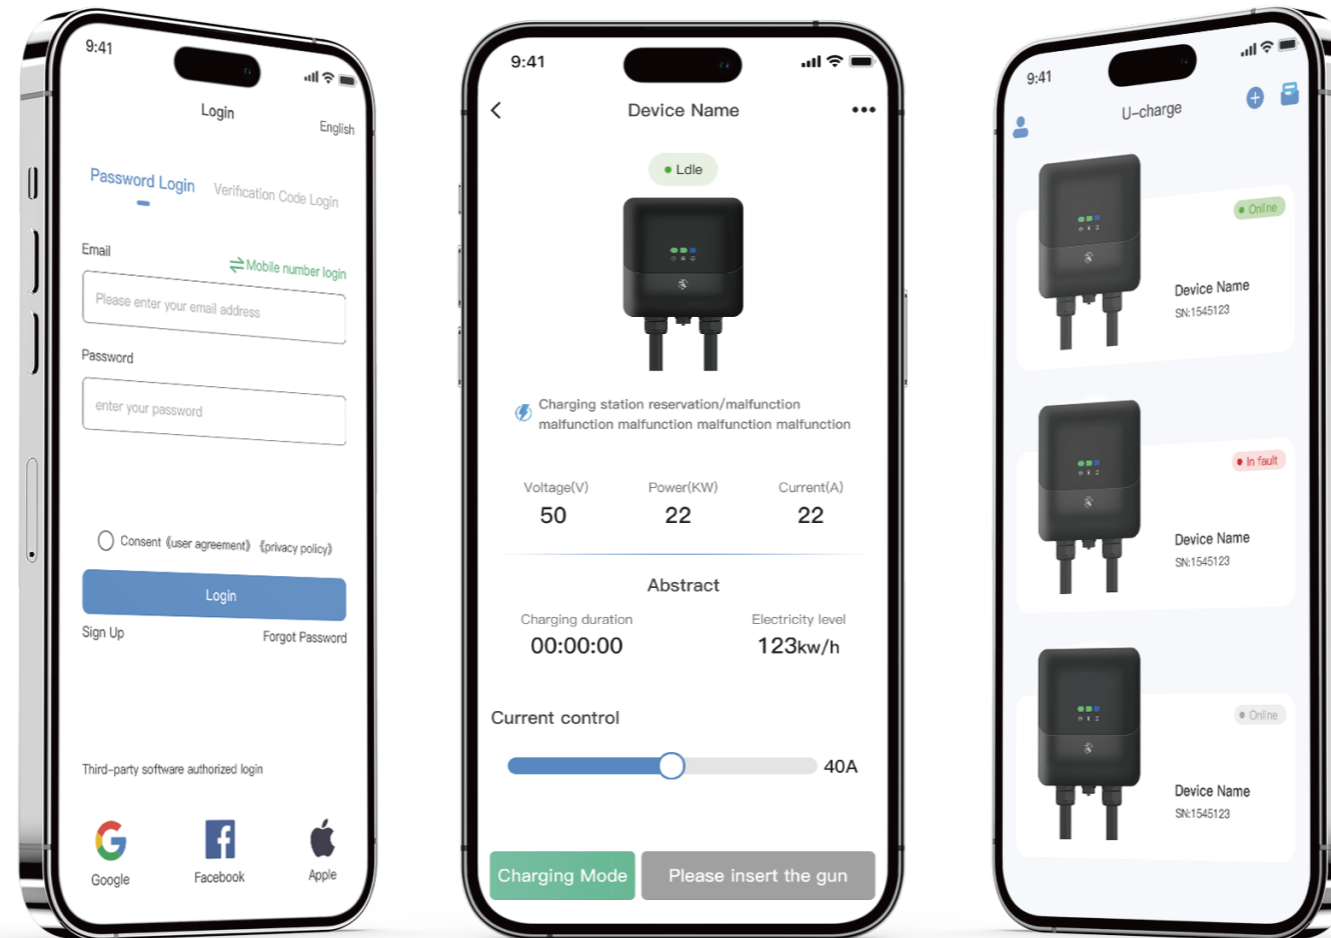 9:41
Login
English
Password Login
Verification Code Login
Email
Mobile number login
Please enter your email address
Password
enter your password
Consent 《user agreement》 《privacy policy》
Login
Sign Up
Forgot Password
Third-party software authorized login
Google
Facebook
Apple
9:41
Device Name
Ldle
Charging station reservation/malfunction
malfunction malfunction malfunction malfunction
Voltage(V)
Power(KW)
Current(A)
50
22
22
Abstract
Charging duration
Electricity level
00:00:00
123kw/h
Current control
40A
Charging Mode
Please insert the gun
9:41
U-charge
Online
Device Name
SN:1545123
In fault
Device Name
SN:1545123
Online
Device Name
SN:1545123